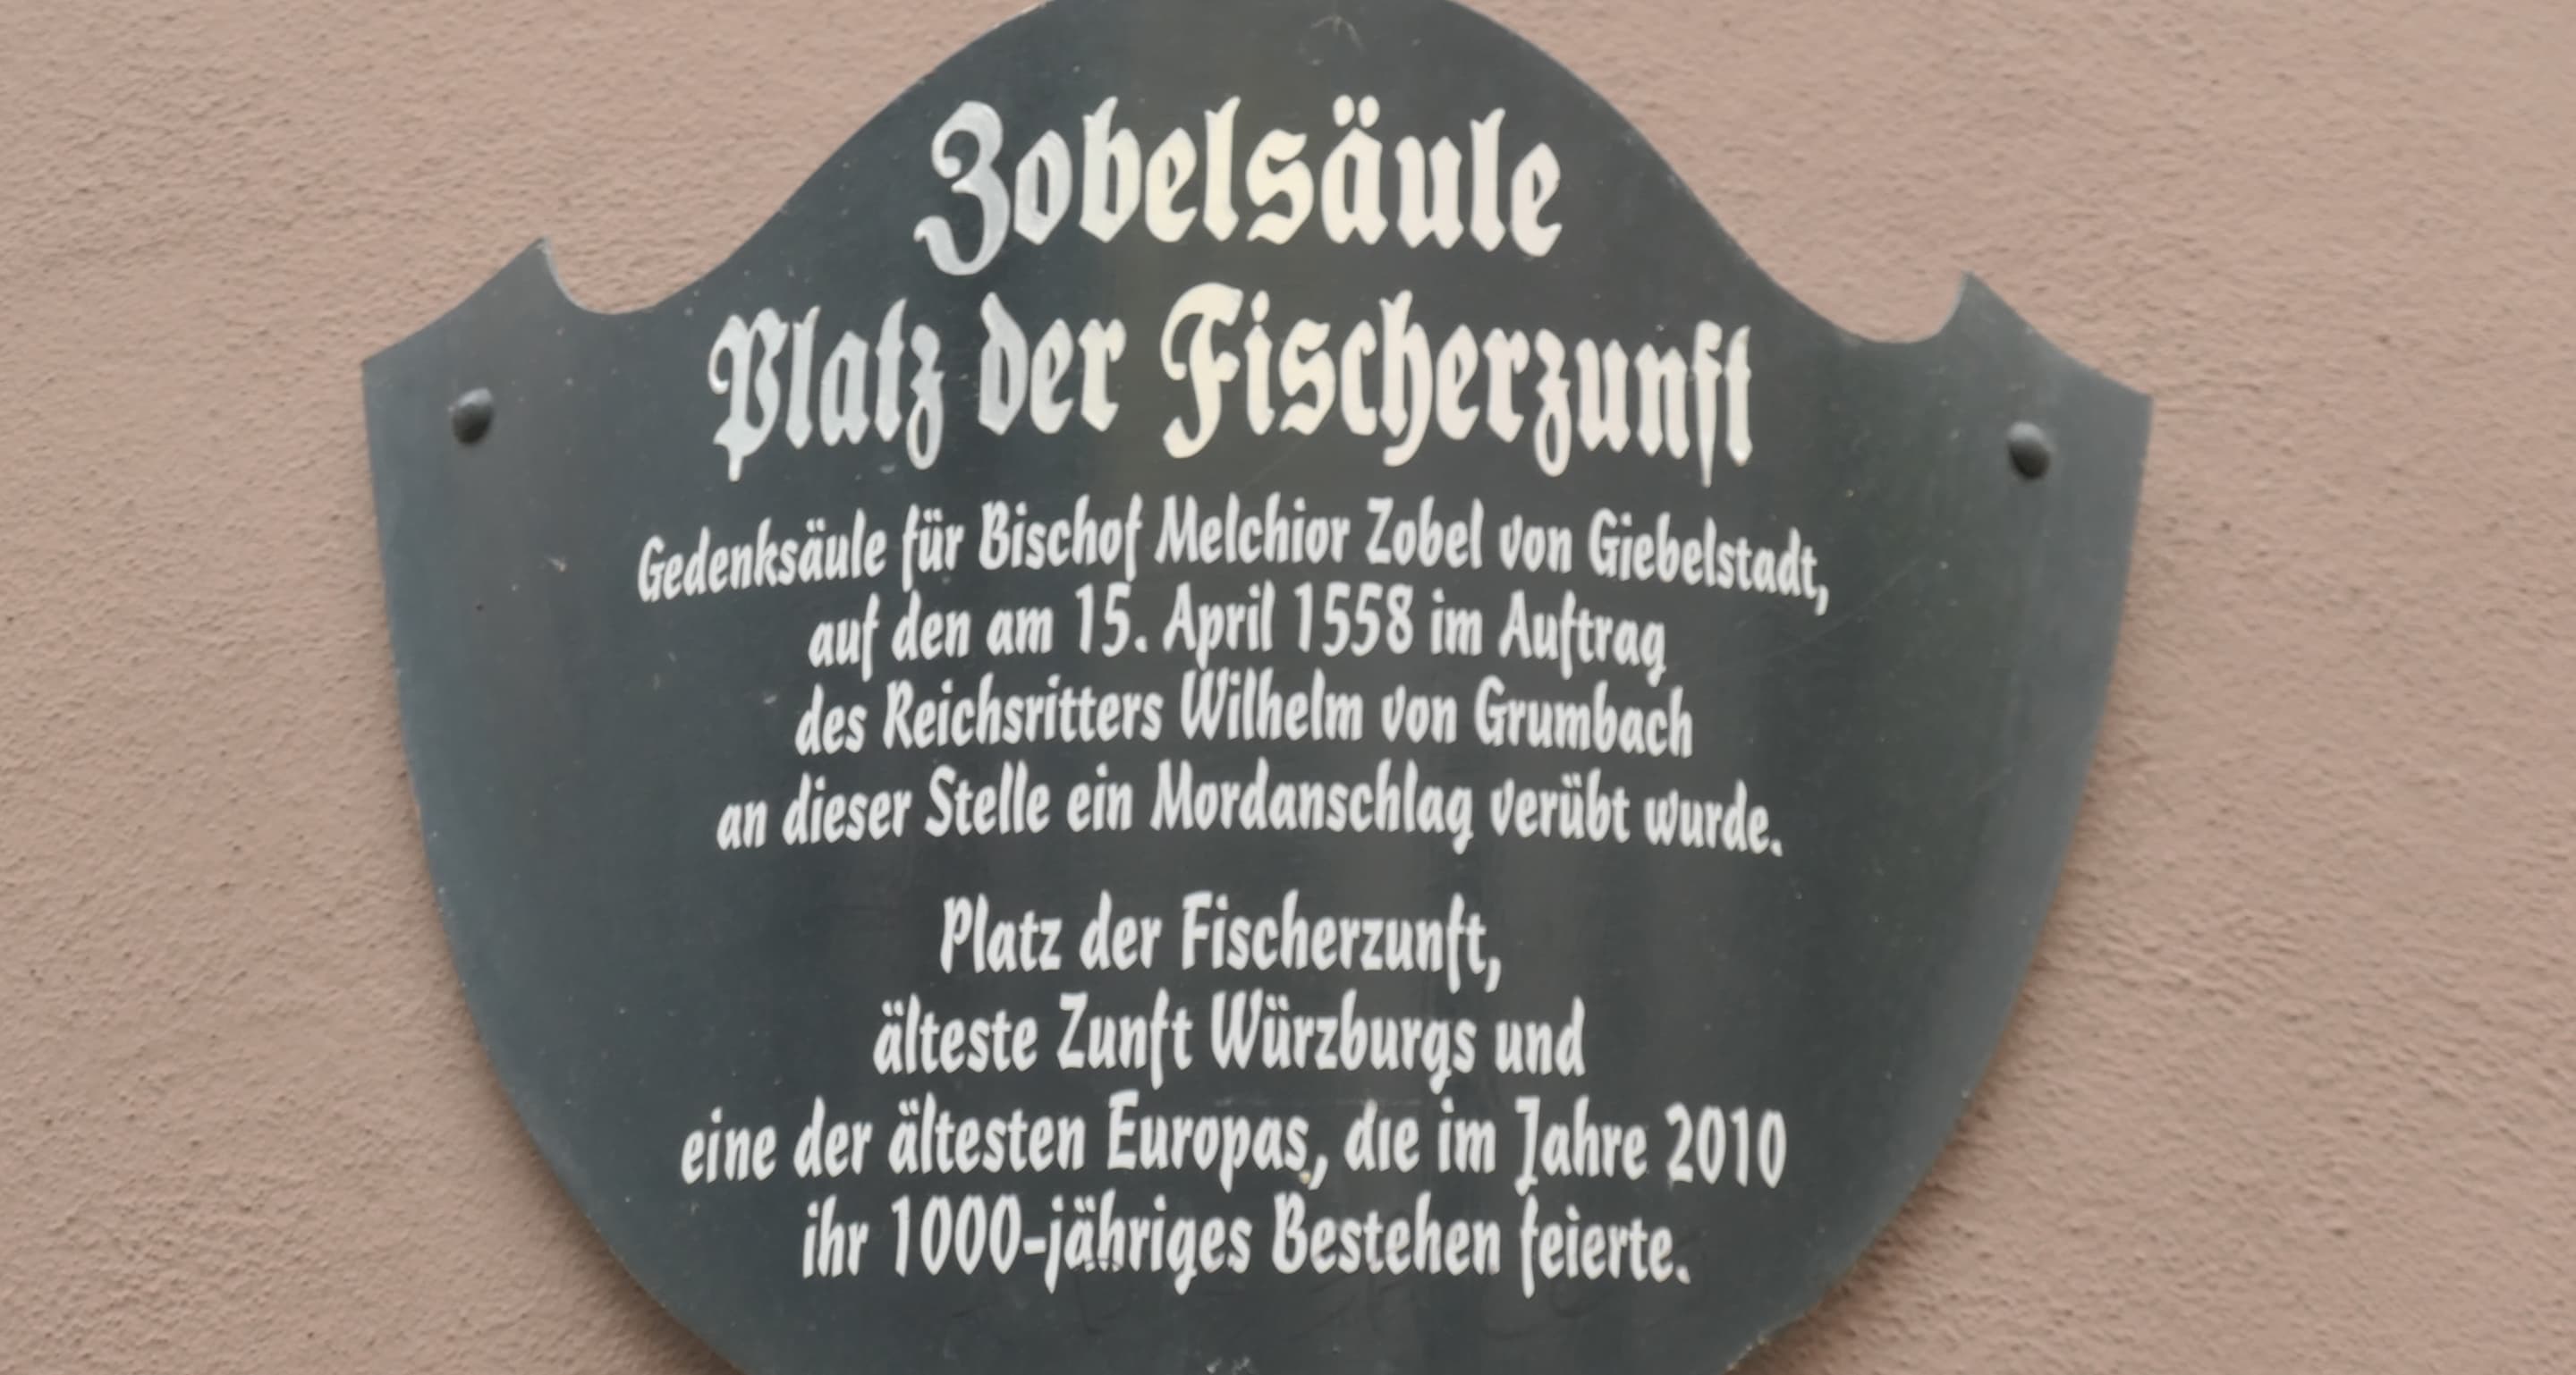 Zobelsäule
Platz der Fischerzunft
Gedenksäule für Bischof Melchior Zobel von Giebelstadt,
auf den am 15. April 1558 im Auftrag
des Reichsritters Wilhelm von Grumbach
an dieser Stelle ein Mordanschlag verübt wurde.
Platz der Fischerzunft,
älteste Zunft Würzburgs und
eine der ältesten Europas, die im Jahre 2010
ihr 1000-jähriges Bestehen feierte.